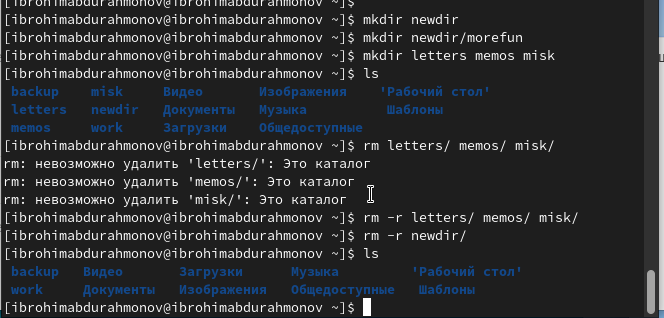 [ibrohimabdurahmonov@ibrohimabdurahmonov ~]$
[ibrohimabdurahmonov@ibrohimabdurahmonov ~]$ mkdir newdir
[ibrohimabdurahmonov@ibrohimabdurahmonov ~]$ mkdir newdir/morefun
[ibrohimabdurahmonov@ibrohimabdurahmonov ~]$ mkdir letters memos misk
[ibrohimabdurahmonov@ibrohimabdurahmonov ~]$ ls
backup misk Видео Изображения 'Рабочий стол'
letters newdir Документы Музыка Шаблоны
memos work Загрузки Общедоступные
[ibrohimabdurahmonov@ibrohimabdurahmonov ~]$ rm letters/ memos/ misk/
rm: невозможно удалить 'letters/': Это каталог
rm: невозможно удалить 'memos/': Это каталог
rm: невозможно удалить 'misk/': Это каталог
[ibrohimabdurahmonov@ibrohimabdurahmonov ~]$ rm -r letters/ memos/ misk/
[ibrohimabdurahmonov@ibrohimabdurahmonov ~]$ rm -r newdir/
[ibrohimabdurahmonov@ibrohimabdurahmonov ~]$ ls
backup Видео Загрузки Музыка 'Рабочий стол'
work Документы Изображения Общедоступные Шаблоны
[ibrohimabdurahmonov@ibrohimabdurahmonov ~]$